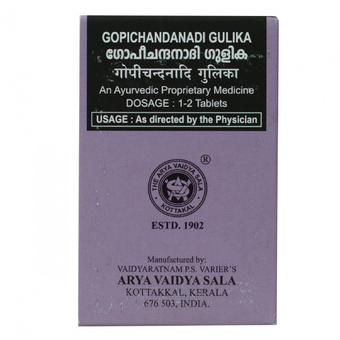 GOPICHANDANADI GULIKA
ഗോപീചന്ദനാദി ഗുളിക
गोपीचन्दनादि गुलिका
An Ayurvedic Proprietary Medicine
DOSAGE : 1-2 Tablets
USAGE : As directed by the Physician
®
THE ARYA VAIDYA SALA
KOTTAKKAL
ESTD. 1902
Manufactured by:
VAIDYARATNAM P.S. VARIER'S
ARYA VAIDYA SALA
KOTTAKKAL, KERALA
676 503, INDIA.